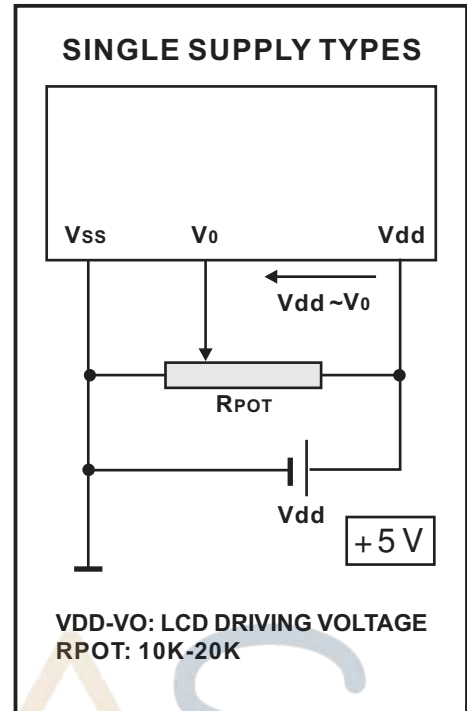 SINGLE SUPPLY TYPES
Vss V0 Vdd
Vdd ~V0
RPOT
Vdd
+5 V
VDD-VO: LCD DRIVING VOLTAGE
RPOT: 10K-20K